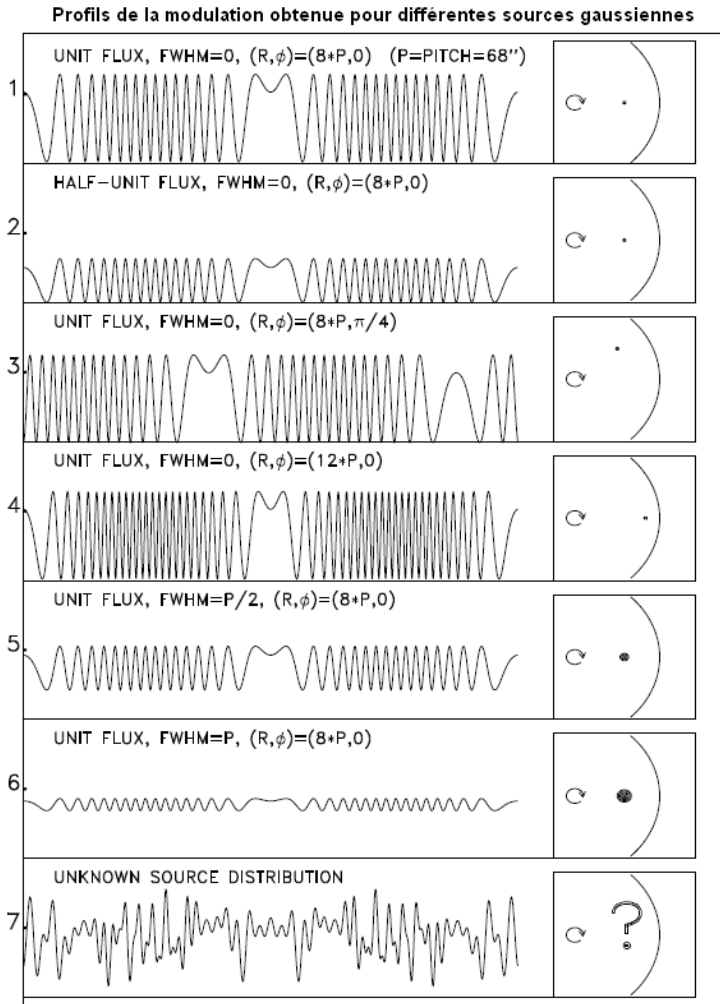 Profils de la modulation obtenue pour différentes sources gaussiennes
1. UNIT FLUX, FWHM=0, (R,ϕ)=(8*P,0) (P=PITCH=68")
2. HALF-UNIT FLUX, FWHM=0, (R,ϕ)=(8*P,0)
3. UNIT FLUX, FWHM=0, (R,ϕ)=(8*P,π/4)
4. UNIT FLUX, FWHM=0, (R,ϕ)=(12*P,0)
5. UNIT FLUX, FWHM=P/2, (R,ϕ)=(8*P,0)
6. UNIT FLUX, FWHM=P, (R,ϕ)=(8*P,0)
7. UNKNOWN SOURCE DISTRIBUTION
?